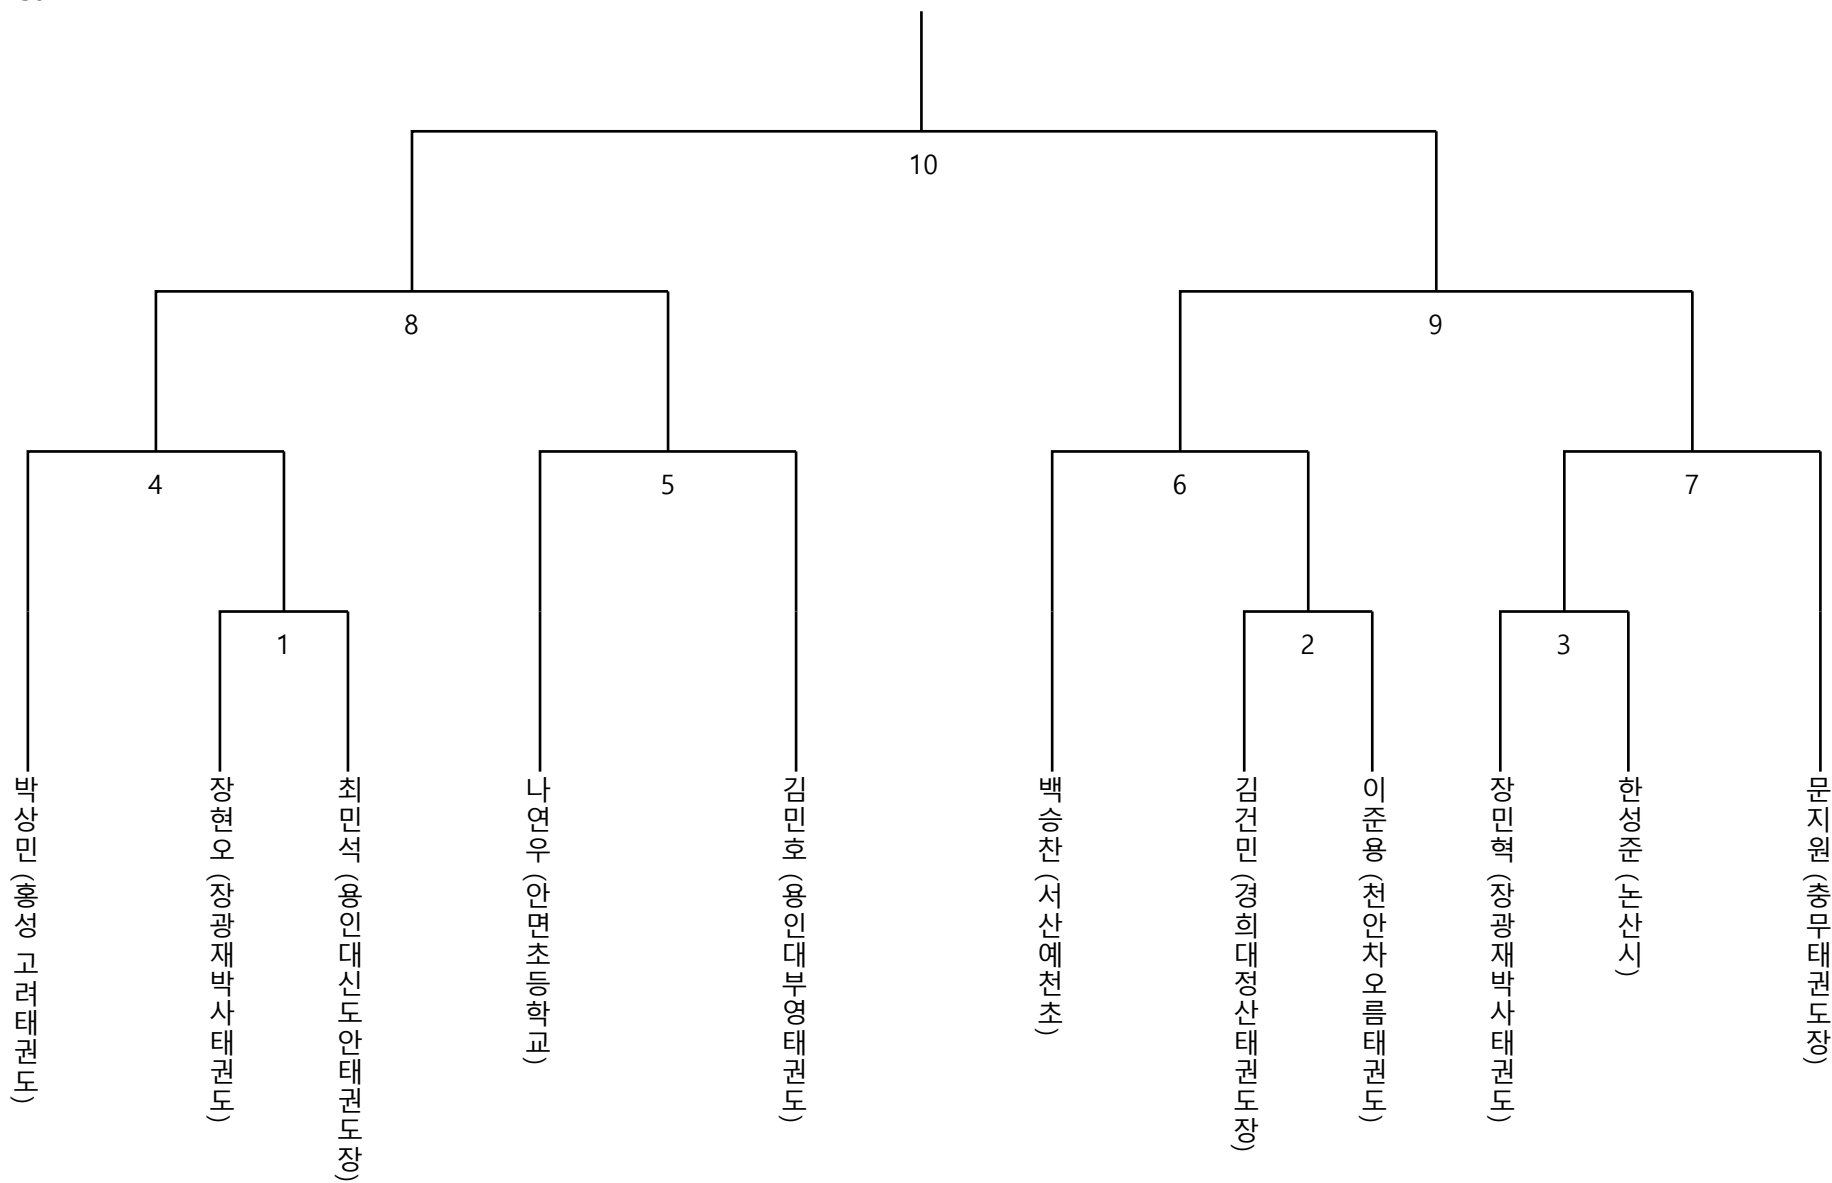 10
8
9
4
5
6
7
1
2
3
박상민 (홍성 고려태권도)
장현오 (장광재박사태권도)
최민석 (용인대신도안태권도장)
나연우 (안면초등학교)
김민호 (용인대부영태권도)
백승찬 (서산예천초)
김건민 (경희대정산태권도장)
이준용 (천안차오름태권도)
장민혁 (장광재박사태권도)
한성준 (논산시)
문지원 (충무태권도장)